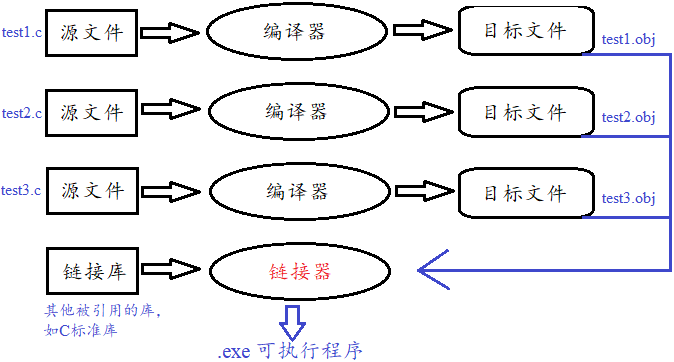 test1.c 源文件 编译器 目标文件 test1.obj
test2.c 源文件 编译器 目标文件 test2.obj
test3.c 源文件 编译器 目标文件 test3.obj
链接库 链接器
其他被引用的库，
如C标准库
.exe 可执行程序